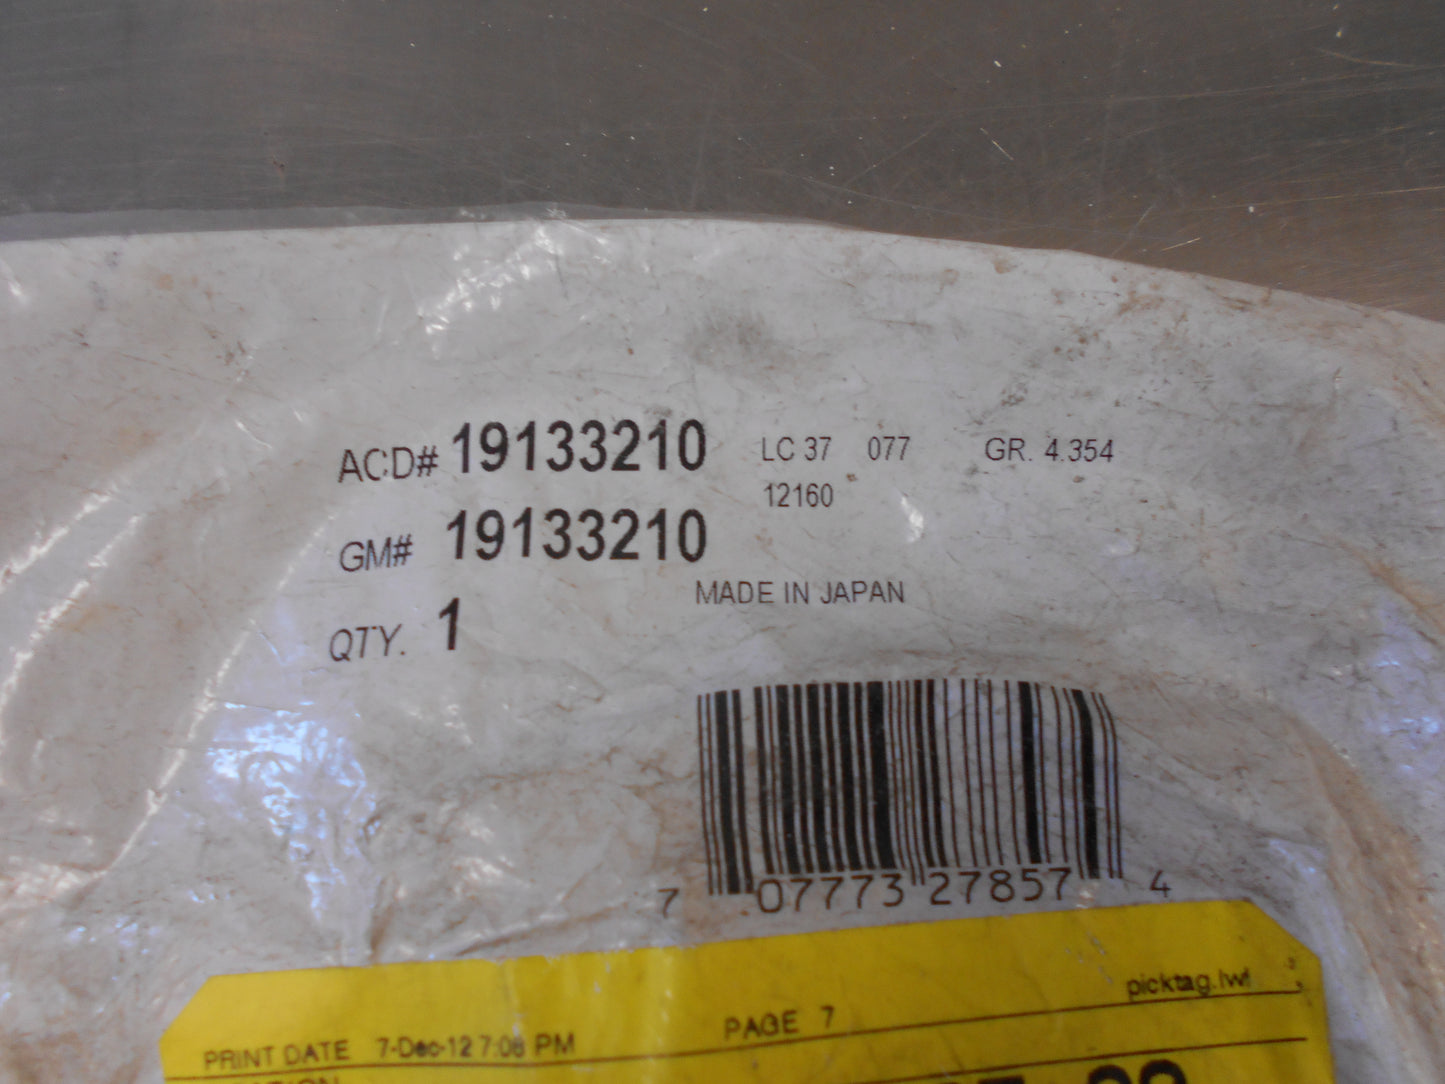 ACD# 19133210 LC 37 077 GR. 4.354
12160
GM# 19133210
MADE IN JAPAN
QTY. 1
7 07773 27857 4
picktag.lwf
PRINT DATE 7-Dec-12 7:08 PM PAGE 7